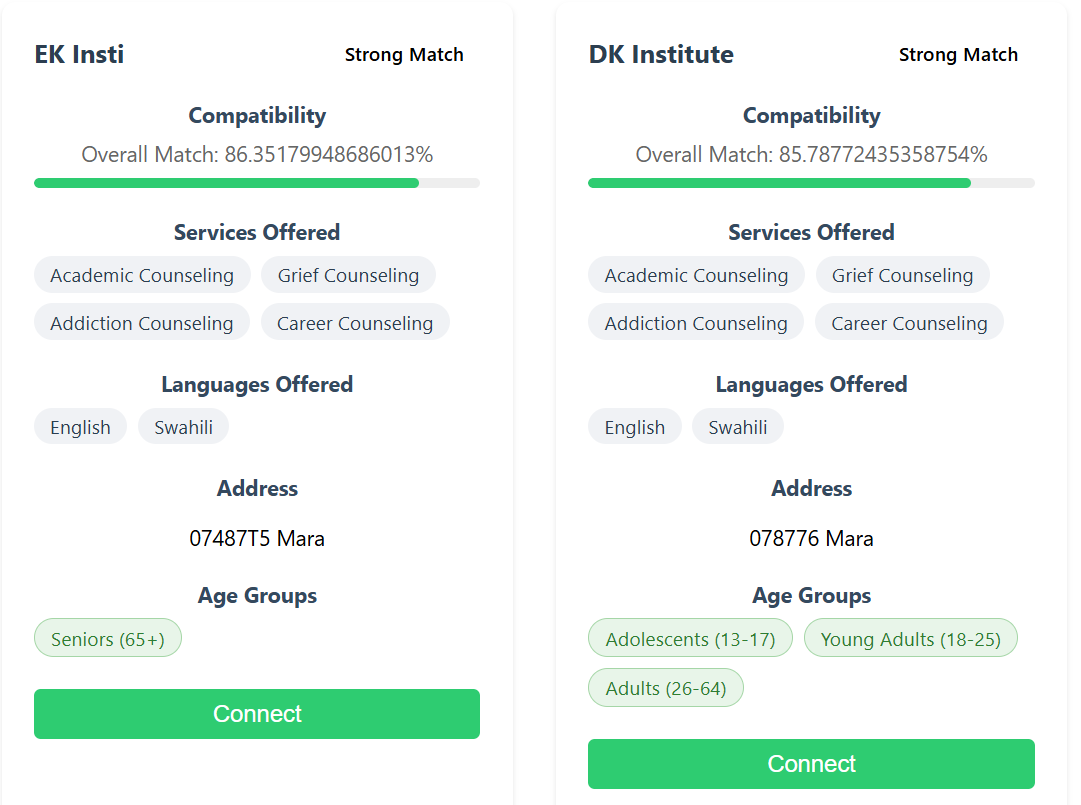 EK Insti
Strong Match
Compatibility
Overall Match: 86.35179948686013%
Services Offered
Academic Counseling
Grief Counseling
Addiction Counseling
Career Counseling
Languages Offered
English
Swahili
Address
07487T5 Mara
Age Groups
Seniors (65+)
Connect
DK Institute
Strong Match
Compatibility
Overall Match: 85.78772435358754%
Services Offered
Academic Counseling
Grief Counseling
Addiction Counseling
Career Counseling
Languages Offered
English
Swahili
Address
078776 Mara
Age Groups
Adolescents (13-17)
Young Adults (18-25)
Adults (26-64)
Connect